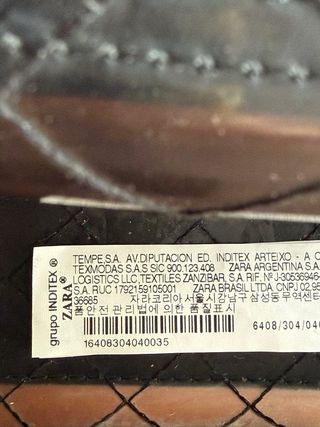 grupo INDITEX ®
ZARA®
TEMPE,S.A. AV.DIPUTACION ED. INDITEX ARTEIXO - A C
TEXMODAS S.A.S SIC 900.123.408 ZARA ARGENTINA S.A
LOGISTICS LLC,TEXTILES ZANZIBAR, S.A. RIF. Nº J-30536946
S.A. RUC 1792159105001 ZARA BRASIL LTDA. CNPJ 02.95
36685 자라코리아 서울시강남구 삼성동무역센터
품 안전 관리법에 의한 품질표시
6408/304/040
16408304040035